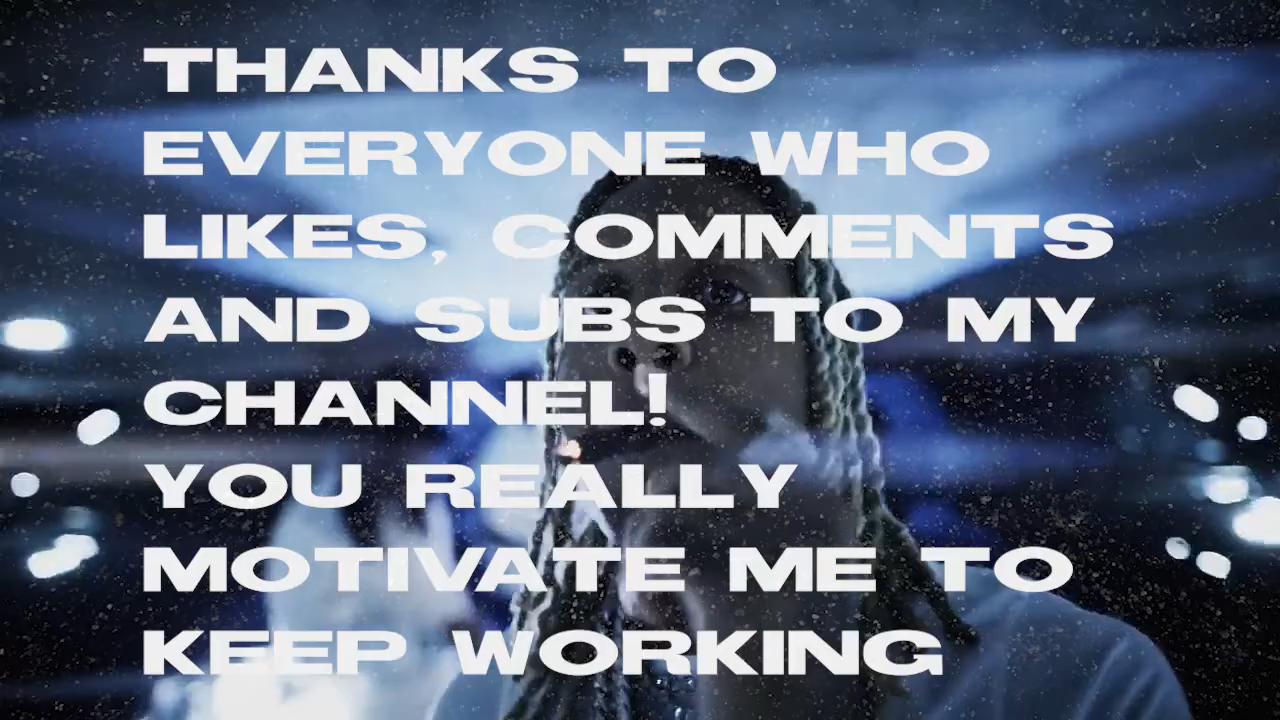 THANKS TO
EVERYONE WHO
LIKES, COMMENTS
AND SUBS TO MY
CHANNEL!
YOU REALLY
MOTIVATE ME TO
KEEP WORKING